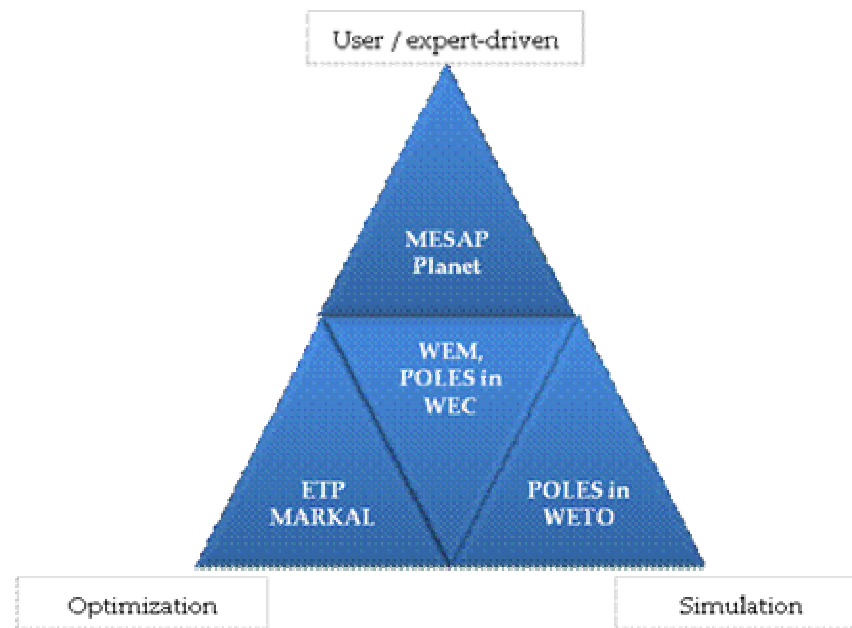 User / expert-driven
MESAP
Planet
WEM,
POLES in
WEC
ETP
MARKAL
POLES in
WETO
Optimization
Simulation